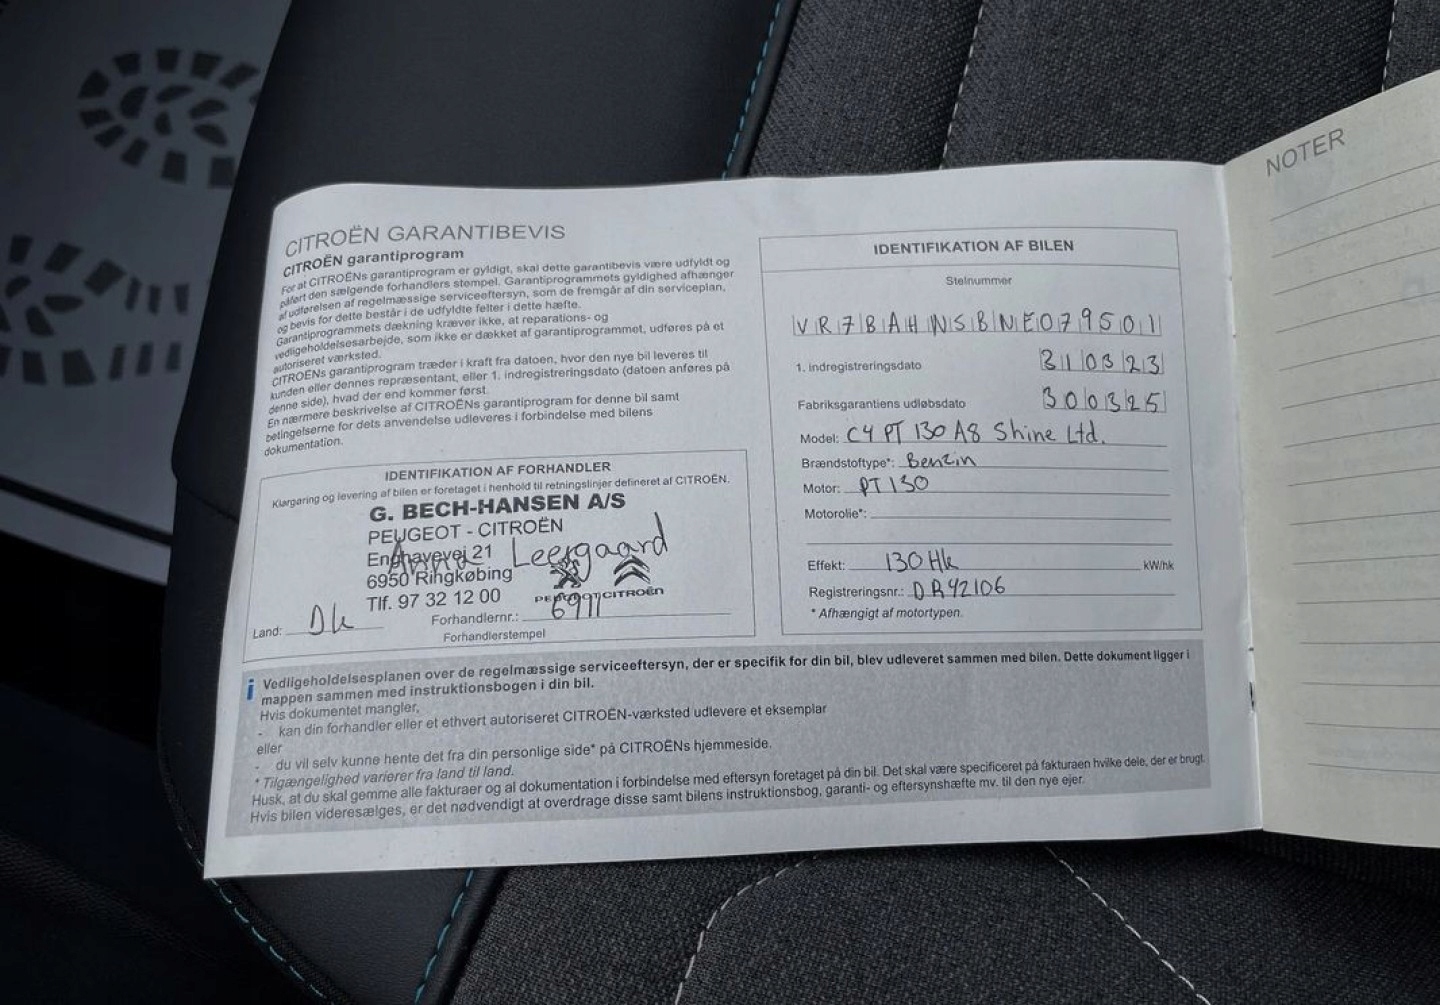 CITROËN GARANTIBEVIS
CITROËN garantiprogram
For at CITROËNs garantiprogram er gyldigt, skal dette garantibevis være udfyldt og
påført den sælgende forhandlers stempel. Garantiprogrammets gyldighed afhænger
af udførelsen af regelmæssige serviceeftersyn, som de fremgår af din serviceplan,
og bevis for dette består i de udfyldte felter i dette hæfte.
Garantiprogrammets dækning kræver ikke, at reparations- og
vedligeholdelsesarbejde, som ikke er dækket af garantiprogrammet, udføres på et
autoriseret værksted.
CITROËNs garantiprogram træder i kraft fra datoen, hvor den nye bil leveres til
kunden eller dennes repræsentant, eller 1. indregistreringsdato (datoen anføres på
denne side), hvad der end kommer først.
En nærmere beskrivelse af CITROËNs garantiprogram for denne bil samt
betingelserne for dets anvendelse udleveres i forbindelse med bilens
dokumentation.
IDENTIFIKATION AF FORHANDLER
Klargøring og levering af bilen er foretaget i henhold til retningslinjer defineret af CITROËN.
G. BECH-HANSEN A/S
PEUGEOT - CITROËN
Enghavevej 21
Leergaard
6950 Ringkøbing
Tlf. 97 32 12 00
PEUGEOT CITROËN
Land: Dk
Forhandlernr.: 6911
Forhandlerstempel
IDENTIFIKATION AF BILEN
Stelnummer
VR7BAHNSBNE079501
1. indregistreringsdato 310323
Fabriksgarantiens udløbsdato 300325
Model: C4 PT 130 A8 Shine Ltd.
Brændstoftype*: Benzin
Motor: PT 130
Motorolie*:
Effekt: 130 Hk kW/hk
Registreringsnr.: DR42106
* Afhængigt af motortypen.
i Vedligeholdelsesplanen over de regelmæssige serviceeftersyn, der er specifik for din bil, blev udleveret sammen med bilen. Dette dokument ligger i
mappen sammen med instruktionsbogen i din bil.
Hvis dokumentet mangler,
- kan din forhandler eller et ethvert autoriseret CITROËN-værksted udlevere et eksemplar
eller
- du vil selv kunne hente det fra din personlige side* på CITROËNs hjemmeside.
* Tilgængelighed varierer fra land til land.
Husk, at du skal gemme alle fakturaer og al dokumentation i forbindelse med eftersyn foretaget på din bil. Det skal være specificeret på fakturaen hvilke dele, der er brugt.
Hvis bilen videresælges, er det nødvendigt at overdrage disse samt bilens instruktionsbog, garanti- og eftersynshæfte mv. til den nye ejer.
NOTER